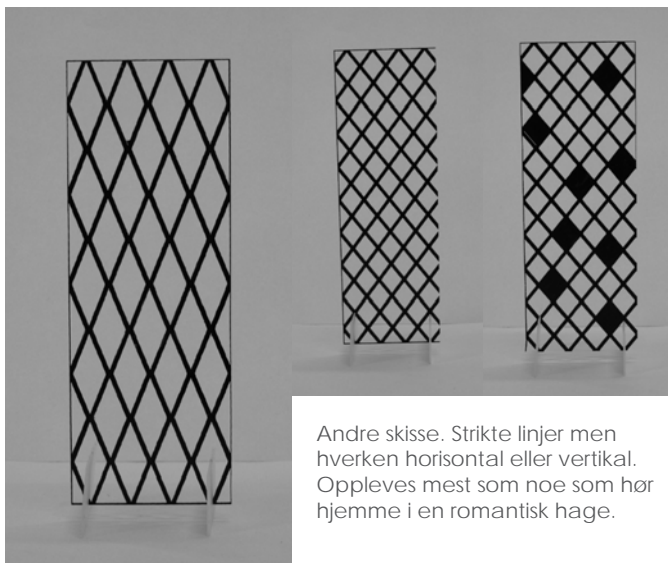 Andre skisse. Strikte linjer men
hverken horisontal eller vertikal.
Oppleves mest som noe som hør
hjemme i en romantisk hage.